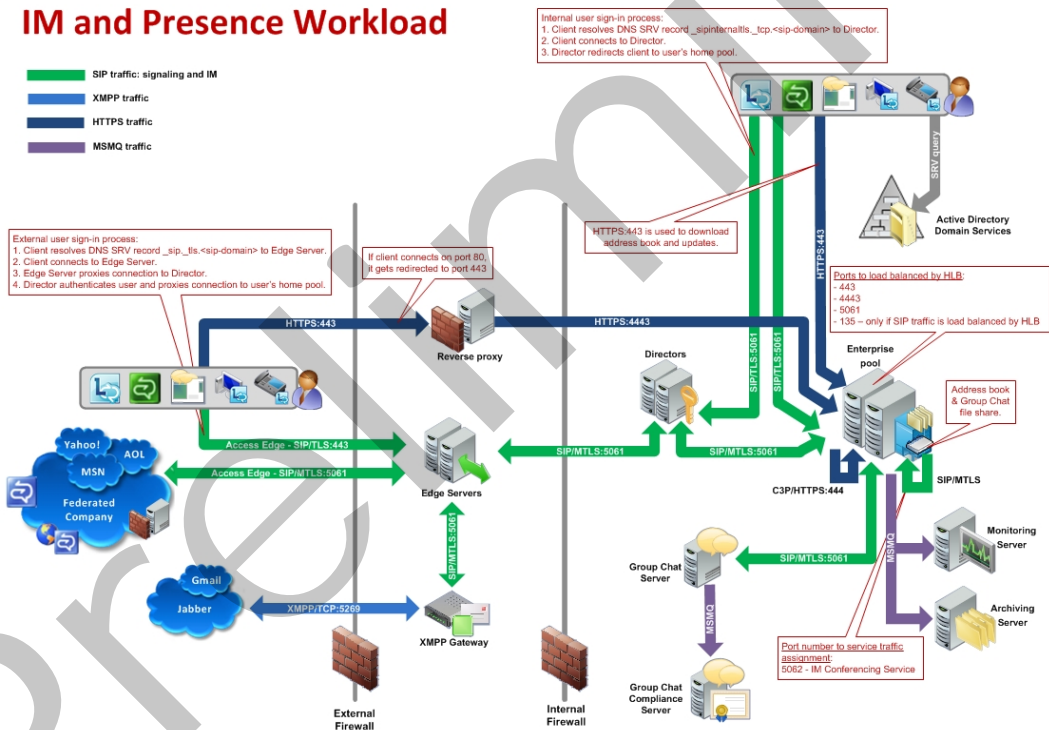 IM and Presence Workload
SIP traffic: signaling and IM
XMPP traffic
HTTPS traffic
MSMQ traffic
Internal user sign-in process:
1. Client resolves DNS SRV record _sipinternaltls._tcp.<sip-domain> to Director.
2. Client connects to Director.
3. Director redirects client to user's home pool.
SRV query
Active Directory
Domain Services
HTTPS:443 is used to download
address book and updates.
HTTPS:443
External user sign-in process:
1. Client resolves DNS SRV record _sip._tls.<sip-domain> to Edge Server.
2. Client connects to Edge Server.
3. Edge Server proxies connection to Director.
4. Director authenticates user and proxies connection to user's home pool.
If client connects on port 80,
it gets redirected to port 443
Ports to load balanced by HLB:
- 443
- 4443
- 5061
- 135 – only if SIP traffic is load balanced by HLB
HTTPS:443
Reverse proxy
HTTPS:4443
Directors
SIP/TLS:5061
SIP/TLS:5061
Enterprise
pool
Address book
& Group Chat
file share.
Access Edge - SIP/TLS:443
Access Edge - SIP/MTLS:5061
Edge Servers
SIP/MTLS:5061
SIP/MTLS:5061
C3P/HTTPS:444
SIP/MTLS
Yahoo!
AOL
MSN
Federated
Company
SIP/MTLS:5061
Gmail
Jabber
XMPP/TCP:5269
XMPP Gateway
Group Chat
Server
SIP/MTLS:5061
MSMQ
Monitoring
Server
Archiving
Server
MSMQ
Group Chat
Compliance
Server
Port number to service traffic
assignment:
5062 - IM Conferencing Service
External
Firewall
Internal
Firewall